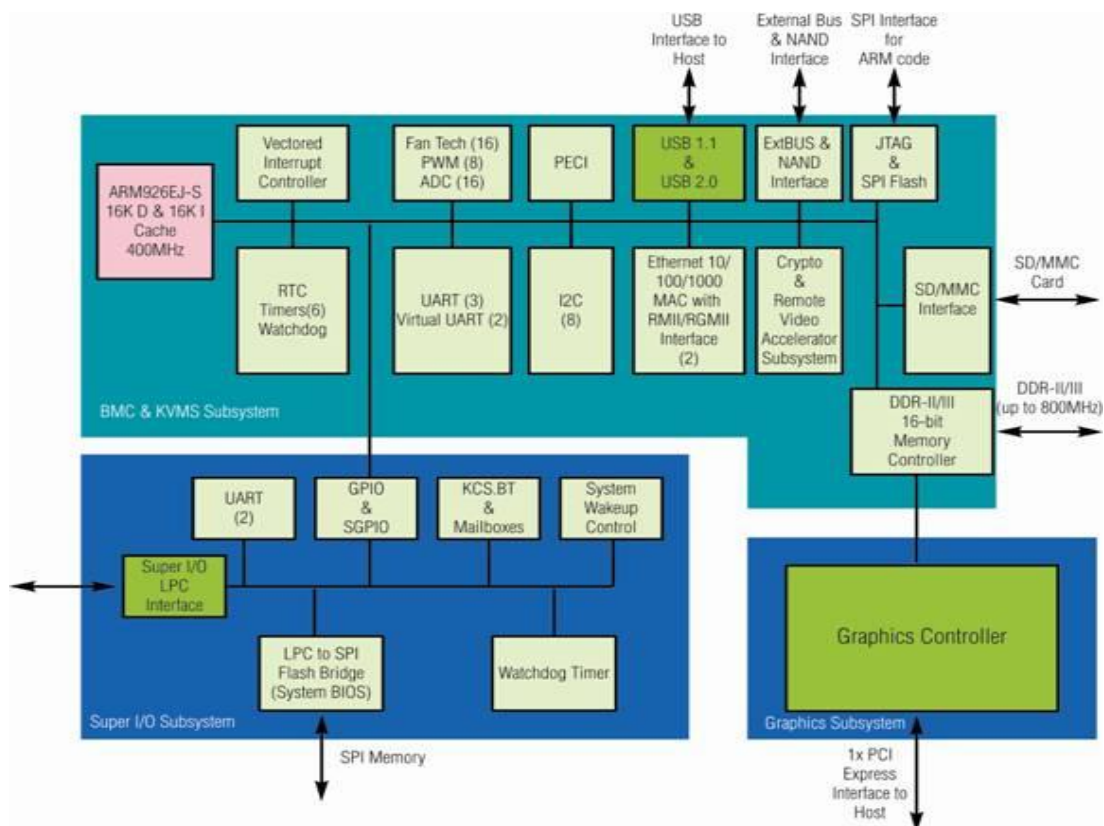 USB
Interface to
Host
External Bus
& NAND
Interface
SPI Interface
for
ARM code
Vectored
Interrupt
Controller
Fan Tech (16)
PWM (8)
ADC (16)
PECI
USB 1.1
&
USB 2.0
ExtBUS &
NAND
Interface
JTAG
&
SPI Flash
ARM926EJ-S
16K D & 16K I
Cache
400MHz
RTC
Timers(6)
Watchdog
UART (3)
Virtual UART (2)
I2C
(8)
Ethernet 10/
100/1000
MAC with
RMII/RGMII
Interface
(2)
Crypto
&
Remote
Video
Accelerator
Subsystem
SD/MMC
Interface
SD/MMC
Card
BMC & KVMS Subsystem
DDR-II/III
16-bit
Memory
Controller
DDR-II/III
(up to 800MHz)
UART
(2)
GPIO
&
SGPIO
KCS.BT
&
Mailboxes
System
Wakeup
Control
Super I/O
LPC
Interface
LPC to SPI
Flash Bridge
(System BIOS)
Watchdog Timer
Super I/O Subsystem
SPI Memory
Graphics Controller
Graphics Subsystem
1x PCI
Express
Interface to
Host